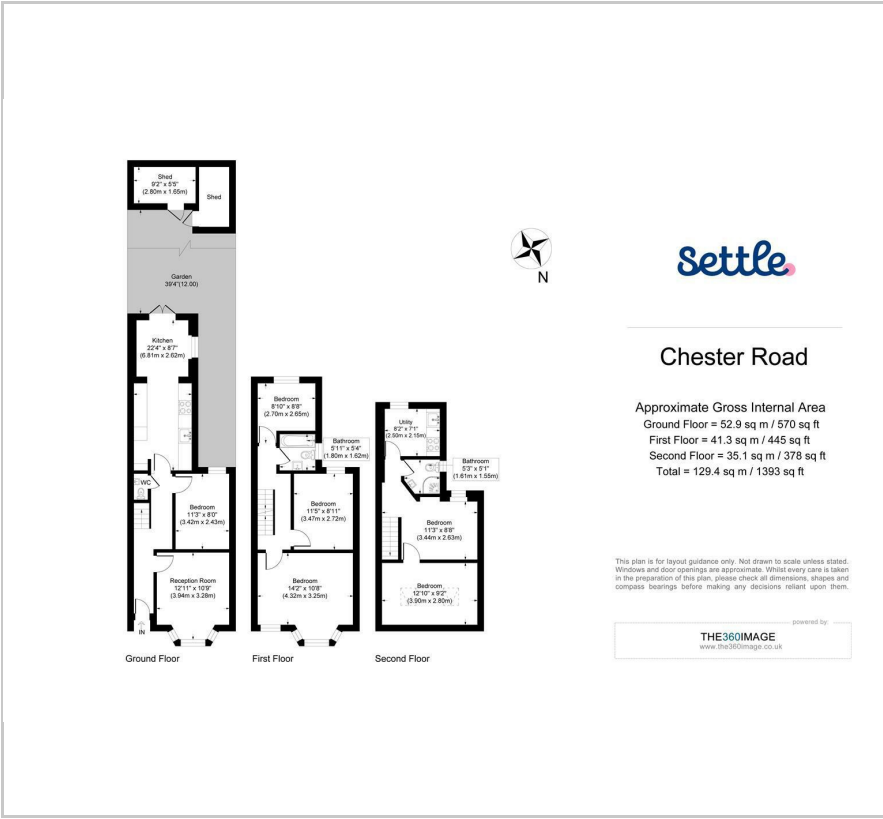 Shed
9'2" x 5'5"
(2.80m x 1.65m)
Shed
Garden
39'4"(12.00)
Kitchen
22'4" x 8'7"
(6.81m x 2.62m)
WC
Bedroom
11'3" x 8'0"
(3.42m x 2.43m)
Reception Room
12'11" x 10'9"
(3.94m x 3.28m)
IN
Ground Floor
Bedroom
8'10" x 8'8"
(2.70m x 2.65m)
Bathroom
5'11" x 5'4"
(1.80m x 1.62m)
Bedroom
11'5" x 8'11"
(3.47m x 2.72m)
Bedroom
14'2" x 10'8"
(4.32m x 3.25m)
First Floor
Utility
8'2" x 7'1"
(2.50m x 2.15m)
Bathroom
5'3" x 5'1"
(1.61m x 1.55m)
Bedroom
11'3" x 8'8"
(3.44m x 2.63m)
Bedroom
12'10" x 9'2"
(3.90m x 2.80m)
Second Floor
N
Settle
Chester Road
Approximate Gross Internal Area
Ground Floor = 52.9 sq m / 570 sq ft
First Floor = 41.3 sq m / 445 sq ft
Second Floor = 35.1 sq m / 378 sq ft
Total = 129.4 sq m / 1393 sq ft
This plan is for layout guidance only. Not drawn to scale unless stated.
Windows and door openings are approximate. Whilst every care is taken
in the preparation of this plan, please check all dimensions, shapes and
compass bearings before making any decisions reliant upon them.
powered by
THE360IMAGE
www.the360image.co.uk